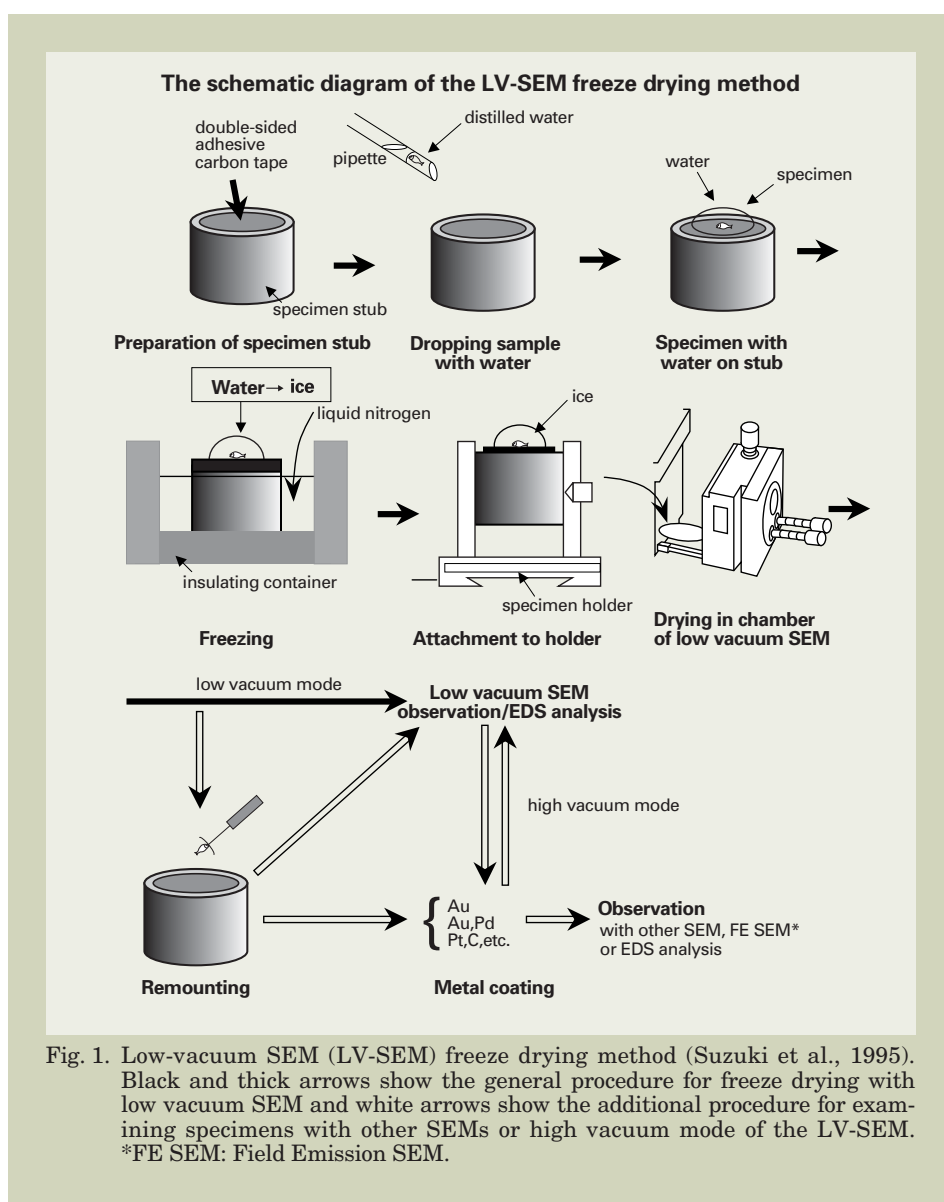 The schematic diagram of the LV-SEM freeze drying method
double-sided
adhesive
carbon tape
pipette
distilled water
water
specimen
specimen stub
Preparation of specimen stub
Dropping sample
with water
Specimen with
water on stub
Water→ ice
liquid nitrogen
ice
insulating container
specimen holder
Freezing
Attachment to holder
Drying in chamber
of low vacuum SEM
low vacuum mode
Low vacuum SEM
observation/EDS analysis
high vacuum mode
{ Au
Au,Pd
Pt,C,etc.
Observation
with other SEM, FE SEM*
or EDS analysis
Remounting
Metal coating
Fig. 1. Low-vacuum SEM (LV-SEM) freeze drying method (Suzuki et al., 1995).
Black and thick arrows show the general procedure for freeze drying with
low vacuum SEM and white arrows show the additional procedure for exam-
ining specimens with other SEMs or high vacuum mode of the LV-SEM.
*FE SEM: Field Emission SEM.